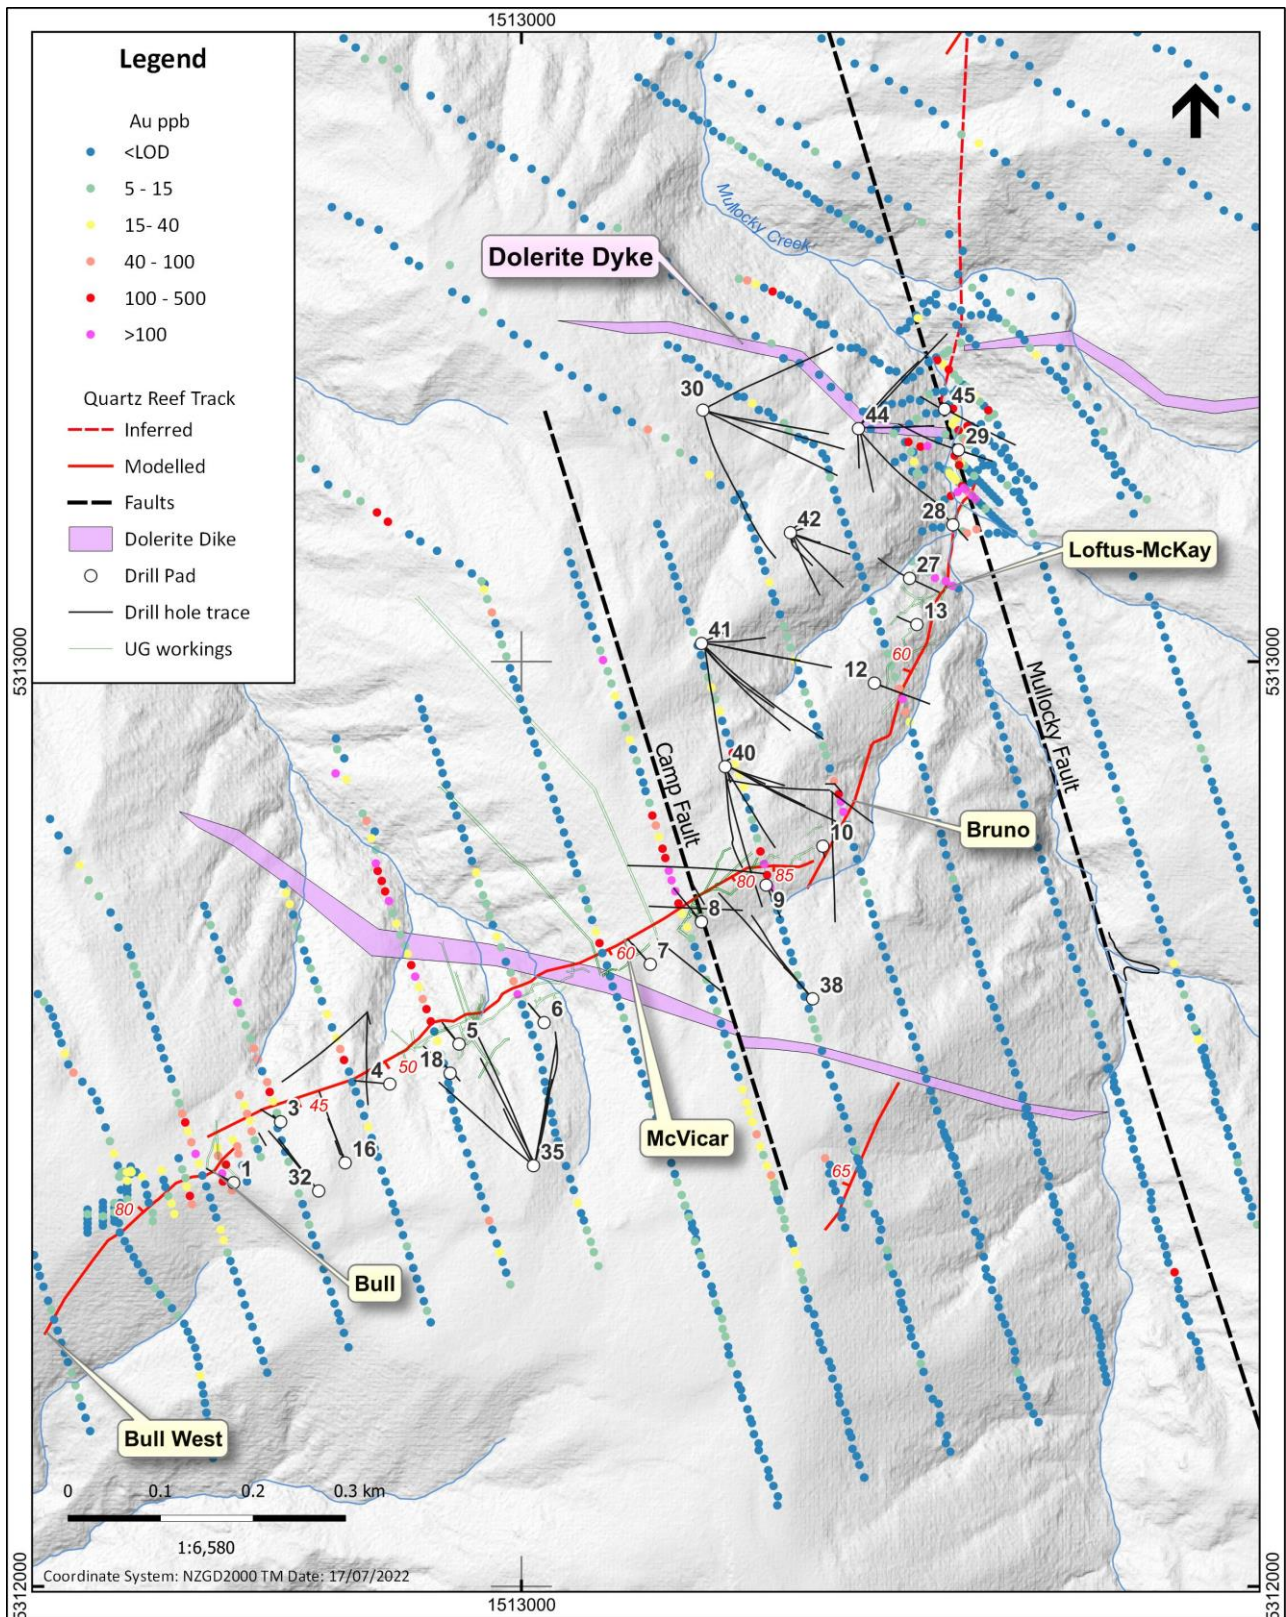 1513000
Legend
Au ppb
<LOD
5 - 15
15- 40
40 - 100
100 - 500
>100
Quartz Reef Track
Inferred
Modelled
Faults
Dolerite Dike
Drill Pad
Drill hole trace
UG workings
Mullocky Creek
Dolerite Dyke
30
44
45
29
42
28
Loftus-McKay
27
13
41
60
12
5313000
5313000
Mullocky Fault
Camp Fault
40
10
Bruno
80
85
9
8
60
7
38
6
5
18
50
4
3
45
McVicar
16
35
1
32
65
80
Bull
Bull West
0
0.1
0.2
0.3 km
1:6,580
Coordinate System: NZGD2000 TM Date: 17/07/2022
5312000
5312000
1513000